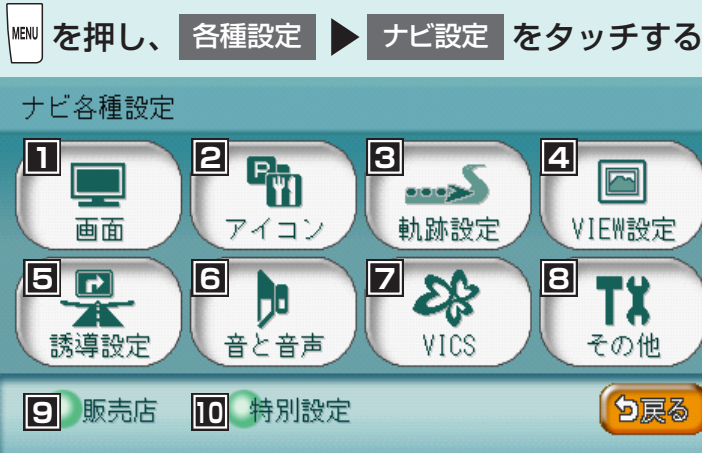 MENU を押し、 各種設定 ▶ ナビ設定 をタッチする
ナビ各種設定
1 2 3 4
P
画面 アイコン 軌跡設定 VIEW設定
5 6 7 8
誘導設定 音と音声 VICS その他
9 販売店 10 特別設定 戻る